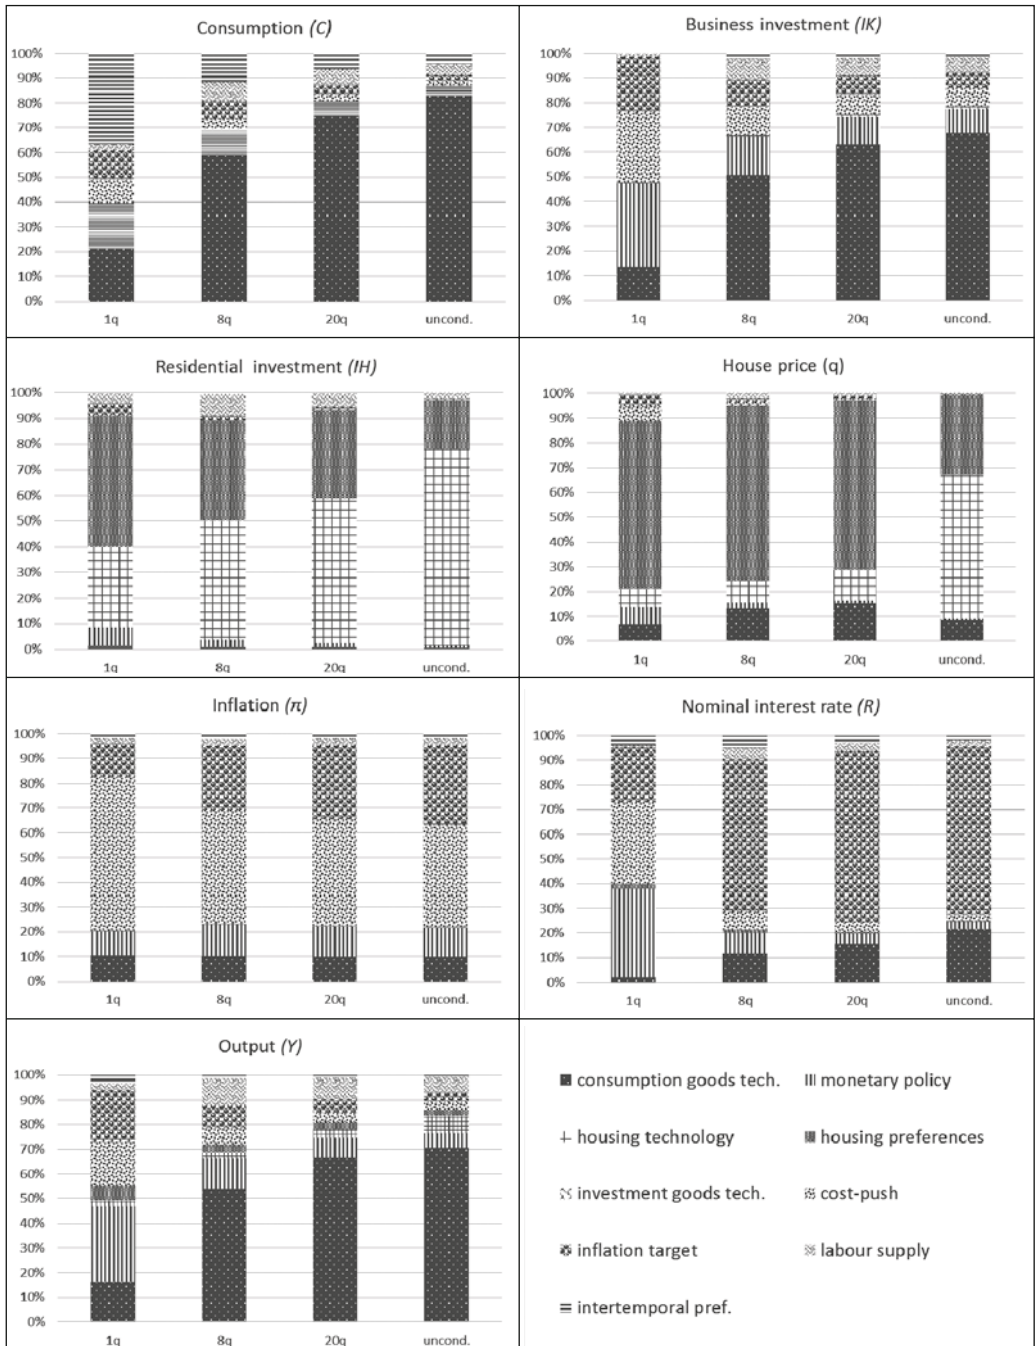 Consumption (C)
100%
90%
80%
70%
60%
50%
40%
30%
20%
10%
0%
1q
8q
20q
uncond.
Business investment (IK)
100%
90%
80%
70%
60%
50%
40%
30%
20%
10%
0%
1q
8q
20q
uncond.
Residential investment (IH)
100%
90%
80%
70%
60%
50%
40%
30%
20%
10%
0%
1q
8q
20q
uncond.
House price (q)
100%
90%
80%
70%
60%
50%
40%
30%
20%
10%
0%
1q
8q
20q
uncond.
Inflation (π)
100%
90%
80%
70%
60%
50%
40%
30%
20%
10%
0%
1q
8q
20q
uncond.
Nominal interest rate (R)
100%
90%
80%
70%
60%
50%
40%
30%
20%
10%
0%
1q
8q
20q
uncond.
Output (Y)
100%
90%
80%
70%
60%
50%
40%
30%
20%
10%
0%
1q
8q
20q
uncond.
consumption goods tech.
monetary policy
housing technology
housing preferences
investment goods tech.
cost-push
inflation target
labour supply
intertemporal pref.